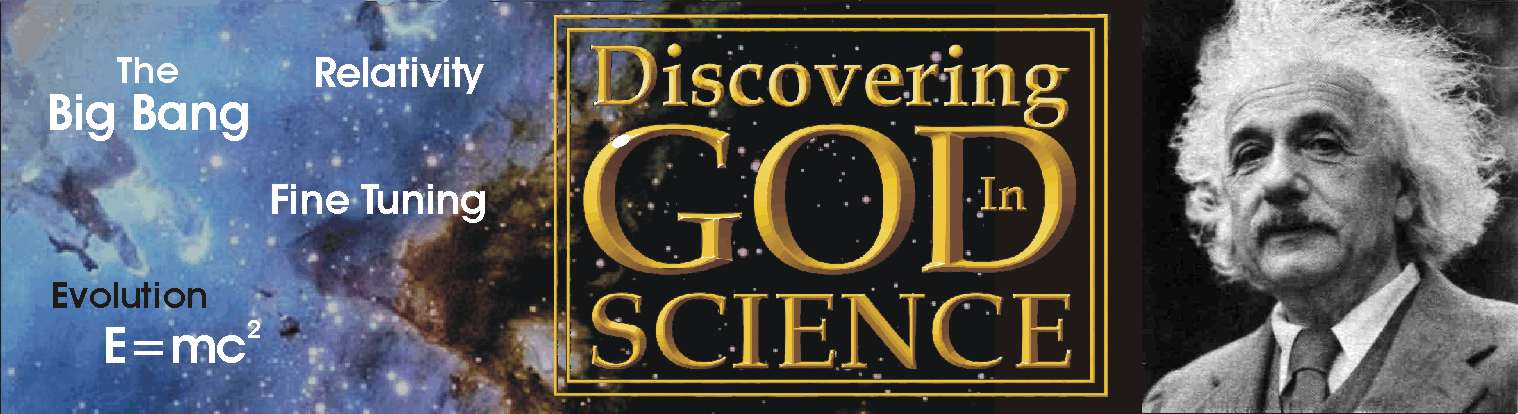 The
Big Bang
Relativity
Fine Tuning
Evolution
E=mc²
Discovering
GOD
In
SCIENCE